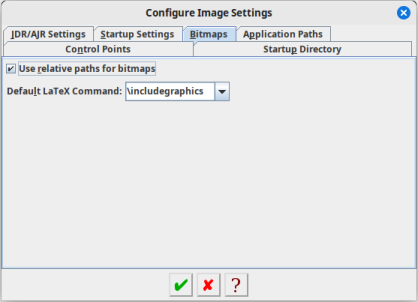 Configure Image Settings
JDR/AJR Settings Startup Settings Bitmaps Application Paths
Control Points Startup Directory
Use relative paths for bitmaps
Default LaTeX Command: \includegraphics
?